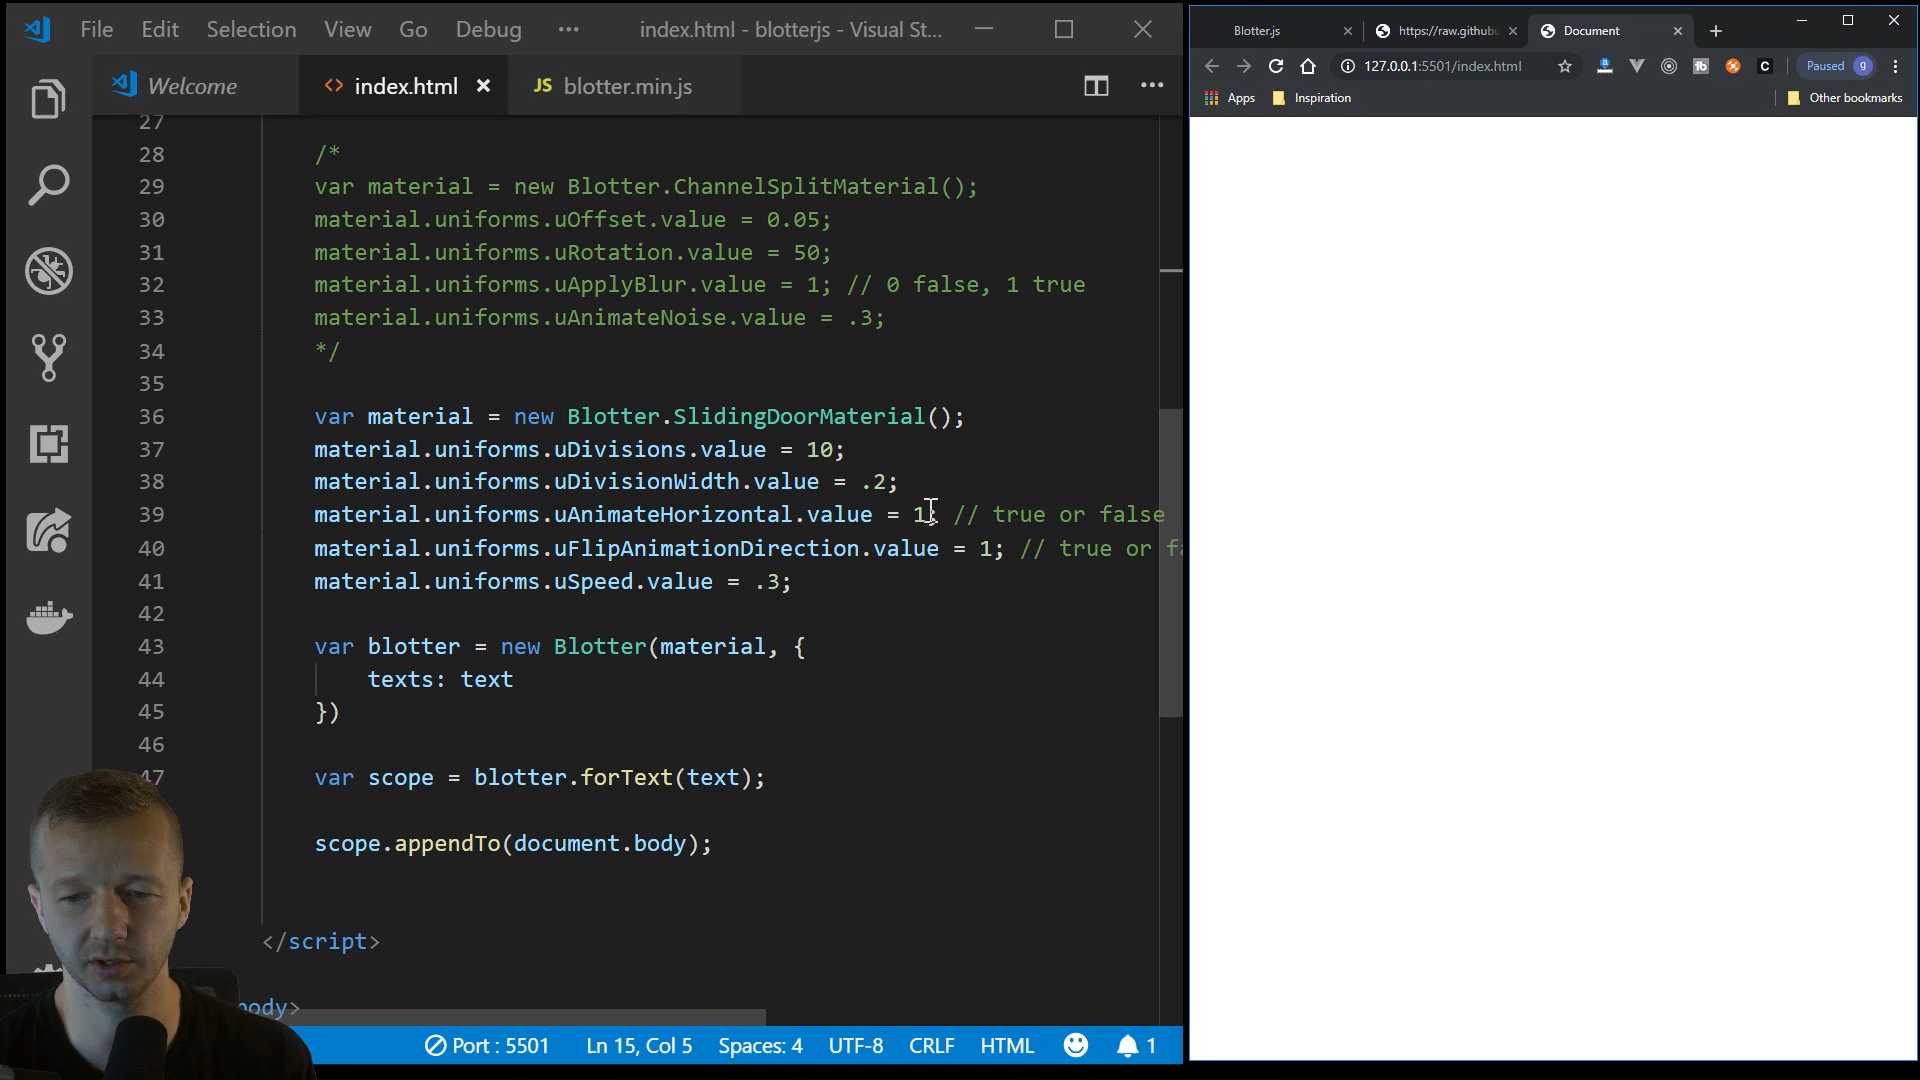 File Edit Selection View Go Debug ··· index.html - blotterjs - Visual St...
Welcome index.html JS blotter.min.js
27
28 /*
29 var material = new Blotter.ChannelSplitMaterial();
30 material.uniforms.uOffset.value = 0.05;
31 material.uniforms.uRotation.value = 50;
32 material.uniforms.uApplyBlur.value = 1; // 0 false, 1 true
33 material.uniforms.uAnimateNoise.value = .3;
34 */
35
36 var material = new Blotter.SlidingDoorMaterial();
37 material.uniforms.uDivisions.value = 10;
38 material.uniforms.uDivisionWidth.value = .2;
39 material.uniforms.uAnimateHorizontal.value = 1; // true or false
40 material.uniforms.uFlipAnimationDirection.value = 1; // true or fa
41 material.uniforms.uSpeed.value = .3;
42
43 var blotter = new Blotter(material, {
44 texts: text
45 })
46
47 var scope = blotter.forText(text);
scope.appendTo(document.body);
</script>
body>
Port : 5501 Ln 15, Col 5 Spaces: 4 UTF-8 CRLF HTML 1
Blotter.js https://raw.githubu Document
127.0.0.1:5501/index.html Paused g
Apps Inspiration Other bookmarks